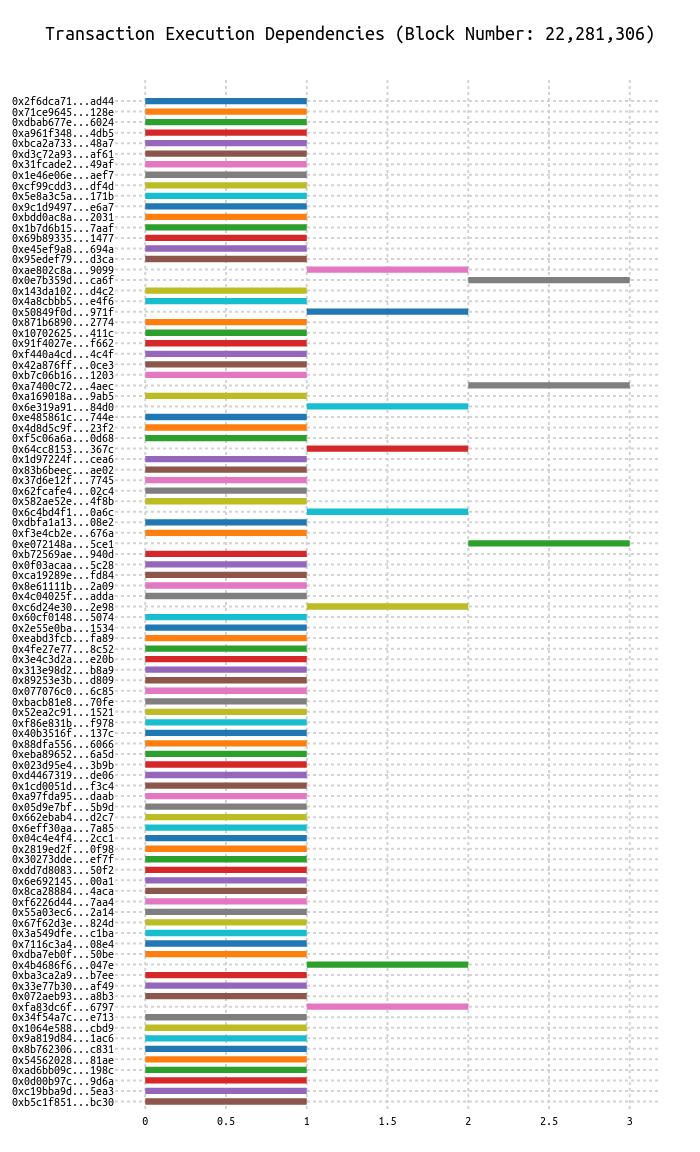 Transaction Execution Dependencies (Block Number: 22,281,306)
0x2f6dca71...ad44
0x71ce9645...128e
0xdbab677e...6024
0xa961f348...4db5
0xbca2a733...48a7
0xd3c72a93...af61
0x31fcade2...49af
0x1e46e06e...aef7
0xcf99cdd3...df4d
0x5e8a3c5a...171b
0x9c1d9497...e6a7
0xbdd0ac8a...2031
0x1b7d6b15...7aaf
0x69b89335...1477
0xe45ef9a8...694a
0x95edef79...d3ca
0xae802c8a...9099
0x0e7b359d...ca6f
0x143da102...d4c2
0x4a8cbbb5...e4f6
0x50849f0d...971f
0x871b6890...2774
0x10702625...411c
0x91f4027e...f662
0xf440a4cd...4c4f
0x42a876ff...0ce3
0xb7c06b16...1203
0xa7400c72...4aec
0xa169018a...9ab5
0x6e319a91...84d0
0xe485861c...744e
0x4d8d5c9f...23f2
0xf5c06a6a...0d68
0x64cc8153...367c
0x1d97224f...cea6
0x83b6beec...ae02
0x37d6e12f...7745
0x62fcafe4...02c4
0x582ae52e...4f8b
0x6c4bd4f1...0a6c
0xdbfa1a13...08e2
0xf3e4cb2e...676a
0xe072148a...5ce1
0xb72569ae...940d
0x0f03acaa...5c28
0xca19289e...fd84
0x8e61111b...2a09
0x4c04025f...adda
0xc6d24e30...2e98
0x60cf0148...5074
0x2e55e0ba...1534
0xeabd3fcb...fa89
0x4fe27e77...8c52
0x3e4c3d2a...e20b
0x313e98d2...b8a9
0x89253e3b...d809
0x077076c0...6c85
0xbacb81e8...70fe
0x52ea2c91...1521
0xf86e831b...f978
0x40b3516f...137c
0x88dfa556...6066
0xeba89652...6a5d
0x023d95e4...3b9b
0xd4467319...de06
0x1cd0051d...f3c4
0xa97fda95...daab
0x05d9e7bf...5b9d
0x662ebab4...d2c7
0x6eff30aa...7a85
0x04c4e4f4...2cc1
0x2819ed2f...0f98
0x30273dde...ef7f
0xdd7d8083...50f2
0x6e692145...00a1
0x8ca28884...4aca
0xf6226d44...7aa4
0x55a03ec6...2a14
0x67f62d3e...824d
0x3a549dfe...c1ba
0x7116c3a4...08e4
0xdba7eb0f...50be
0x4b4686f6...047e
0xba3ca2a9...b7ee
0x33e77b30...af49
0x072aeb93...a8b3
0xfa83dc6f...6797
0x34f54a7c...e713
0x1064e588...cbd9
0x9a819d84...1ac6
0x8b762306...c831
0x54562028...81ae
0xad6bb09c...198c
0x0d00b97c...9d6a
0xc19bba9d...5ea3
0xb5c1f851...bc30
0 0.5 1 1.5 2 2.5 3